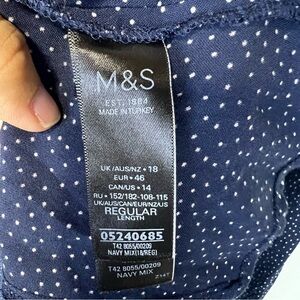 M&S
EST. 1884
MADE IN TURKEY
UK/AUS/NZ • 18
EUR • 46
CAN/US • 14
RU • 152/182-108-115
UK/AUS/CAN/EUR/NZ/US
REGULAR
LENGTH
05240685
T42 8055/00209
NAVY MIX(18/REG)
T42 8055/00209
NAVY MIX